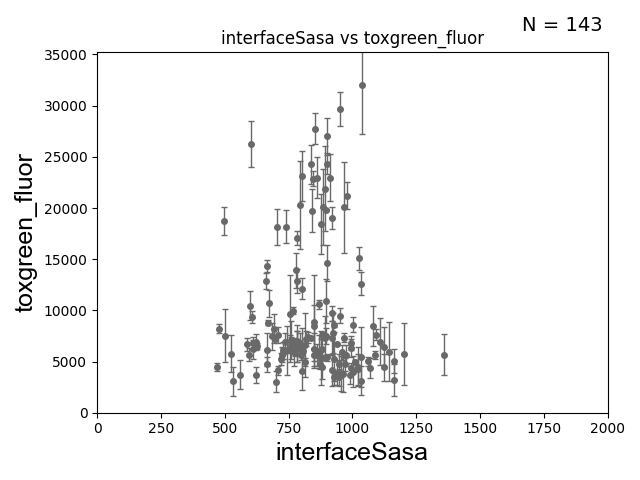 N = 143
interfaceSasa vs toxgreen_fluor
35000
30000
25000
20000
15000
10000
5000
0
toxgreen_fluor
0 250 500 750 1000 1250 1500 1750 2000
interfaceSasa